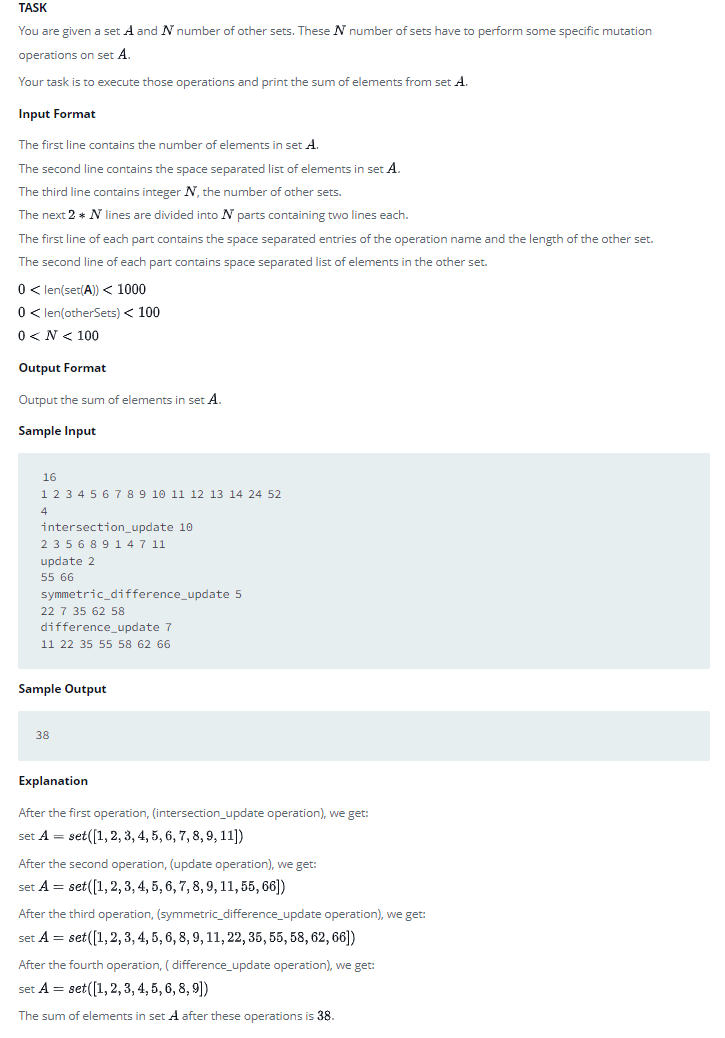 TASK
You are given a set A and N number of other sets. These N number of sets have to perform some specific mutation
operations on set A.
Your task is to execute those operations and print the sum of elements from set A.
Input Format
The first line contains the number of elements in set A.
The second line contains the space separated list of elements in set A.
The third line contains integer N, the number of other sets.
The next 2 * N lines are divided into N parts containing two lines each.
The first line of each part contains the space separated entries of the operation name and the length of the other set.
The second line of each part contains space separated list of elements in the other set.
0 < len(set(A)) < 1000
0 < len(otherSets) < 100
0 < N < 100
Output Format
Output the sum of elements in set A.
Sample Input
16
1 2 3 4 5 6 7 8 9 10 11 12 13 14 24 52
4
intersection_update 10
2 3 5 6 8 9 1 4 7 11
update 2
55 66
symmetric_difference_update 5
22 7 35 62 58
difference_update 7
11 22 35 55 58 62 66
Sample Output
38
Explanation
After the first operation, (intersection_update operation), we get:
set A = set([1, 2, 3, 4, 5, 6, 7, 8, 9, 11])
After the second operation, (update operation), we get:
set A = set([1, 2, 3, 4, 5, 6, 7, 8, 9, 11, 55, 66])
After the third operation, (symmetric_difference_update operation), we get:
set A = set([1, 2, 3, 4, 5, 6, 8, 9, 11, 22, 35, 55, 58, 62, 66])
After the fourth operation, ( difference_update operation), we get:
set A = set([1, 2, 3, 4, 5, 6, 8, 9])
The sum of elements in set A after these operations is 38.